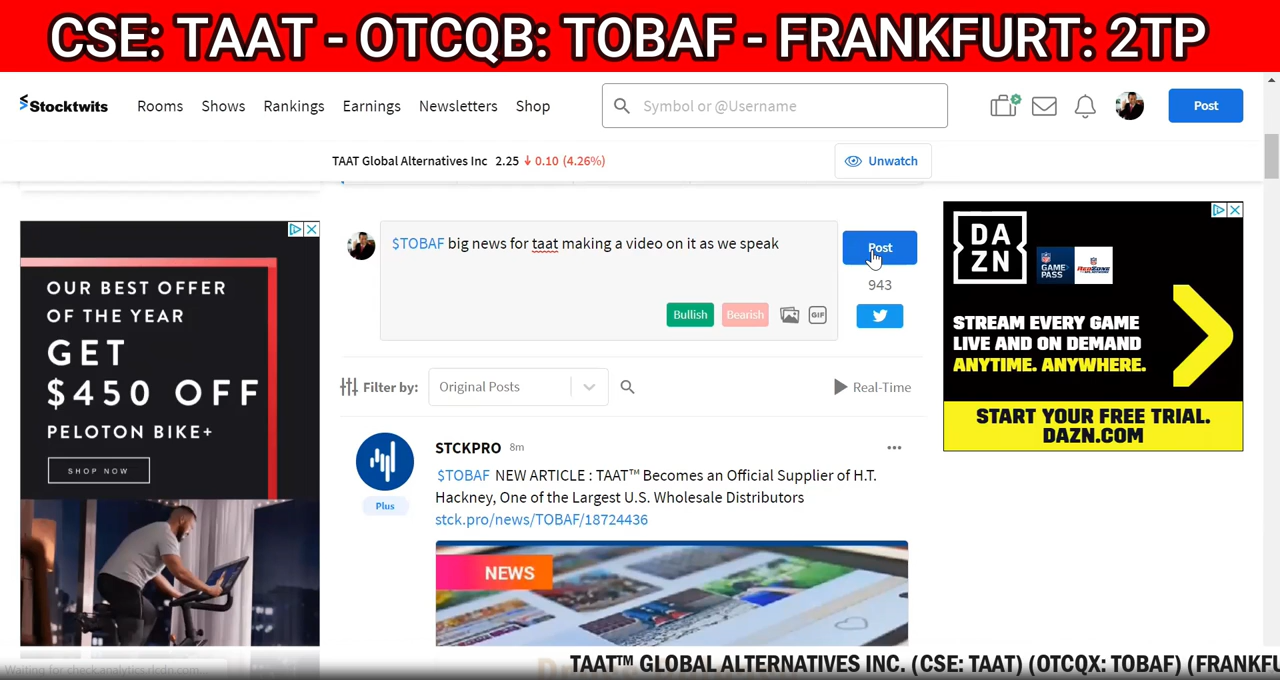 CSE: TAAT - OTCQB: TOBAF - FRANKFURT: 2TP
Stocktwits
Rooms
Shows
Rankings
Earnings
Newsletters
Shop
Symbol or @Username
Post
TAAT Global Alternatives Inc 2.25 ↓ 0.10 (4.26%)
Unwatch
OUR BEST OFFER
OF THE YEAR
GET
$450 OFF
PELOTON BIKE+
SHOP NOW
$TOBAF big news for taat making a video on it as we speak
Post
943
Bullish
Bearish
GIF
Filter by:
Original Posts
Real-Time
STCKPRO 8m
Plus
$TOBAF NEW ARTICLE : TAAT™ Becomes an Official Supplier of H.T.
Hackney, One of the Largest U.S. Wholesale Distributors
stck.pro/news/TOBAF/18724436
NEWS
DA
ZN
NFL
GAME
PASS
NFL
REDZONE
STREAM EVERY GAME
LIVE AND ON DEMAND
ANYTIME. ANYWHERE.
START YOUR FREE TRIAL.
DAZN.COM
TAAT™ GLOBAL ALTERNATIVES INC. (CSE: TAAT) (OTCQX: TOBAF) (FRANKFU